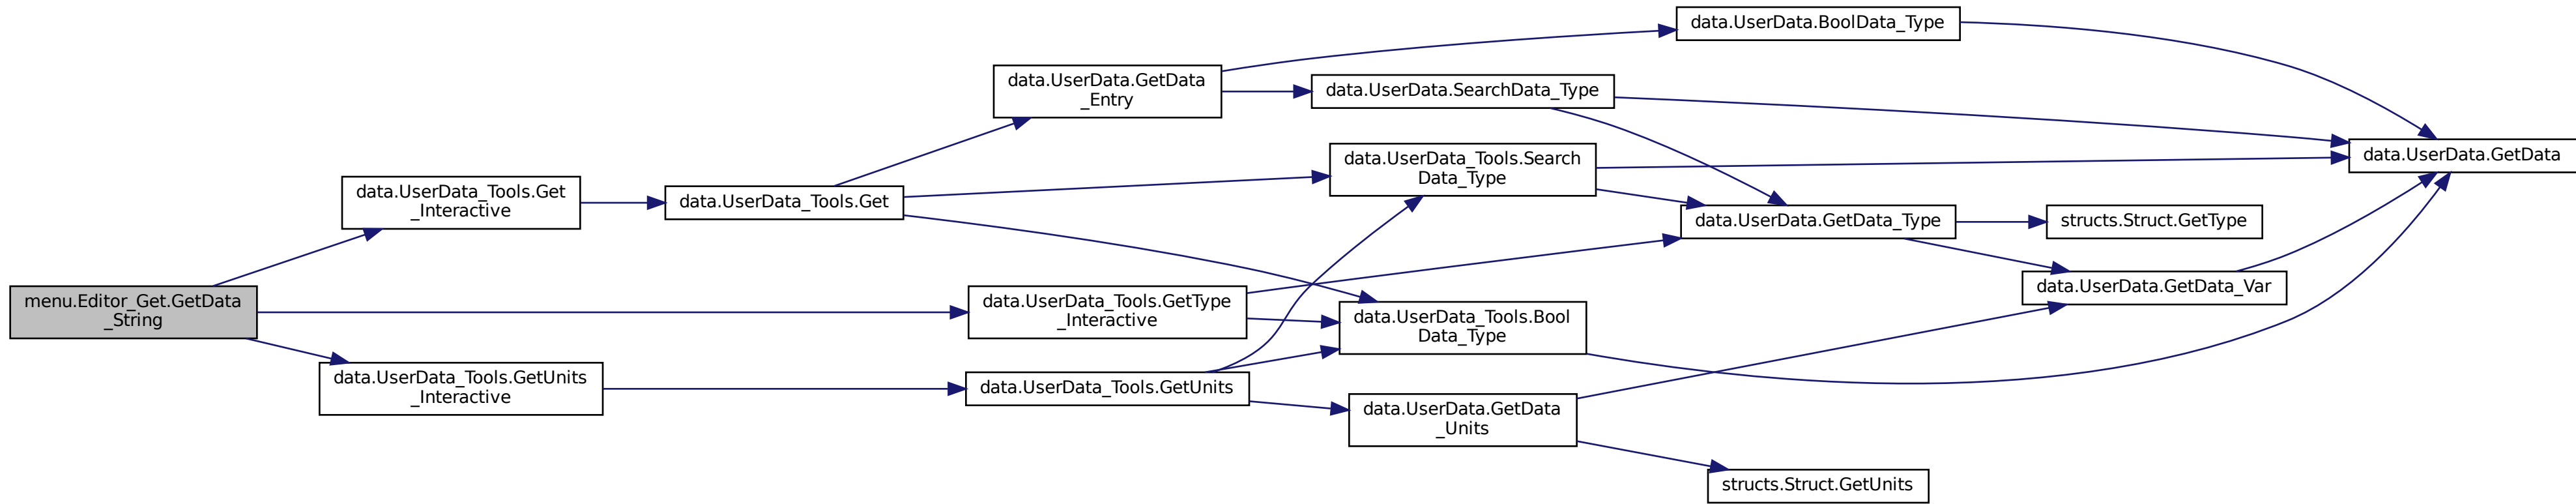 menu.Editor_Get.GetData
_String
data.UserData_Tools.Get
_Interactive
data.UserData_Tools.Get
data.UserData.GetData
_Entry
data.UserData.BoolData_Type
data.UserData.GetData
data.UserData.SearchData_Type
data.UserData.GetData_Type
structs.Struct.GetType
data.UserData.GetData_Var
data.UserData_Tools.Search
Data_Type
data.UserData_Tools.Bool
Data_Type
data.UserData_Tools.GetType
_Interactive
data.UserData_Tools.GetUnits
_Interactive
data.UserData_Tools.GetUnits
data.UserData.GetData
_Units
structs.Struct.GetUnits